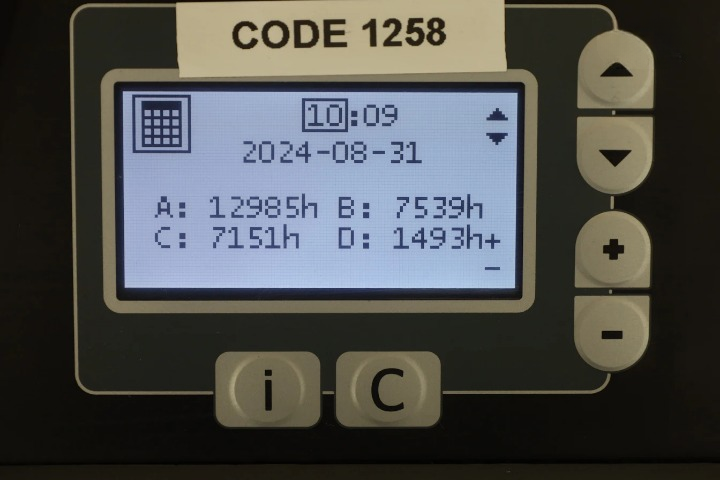 CODE 1258
10:09
2024-08-31
A: 12985h B: 7539h
C: 7151h D: 1493h+
-
+
-
i C